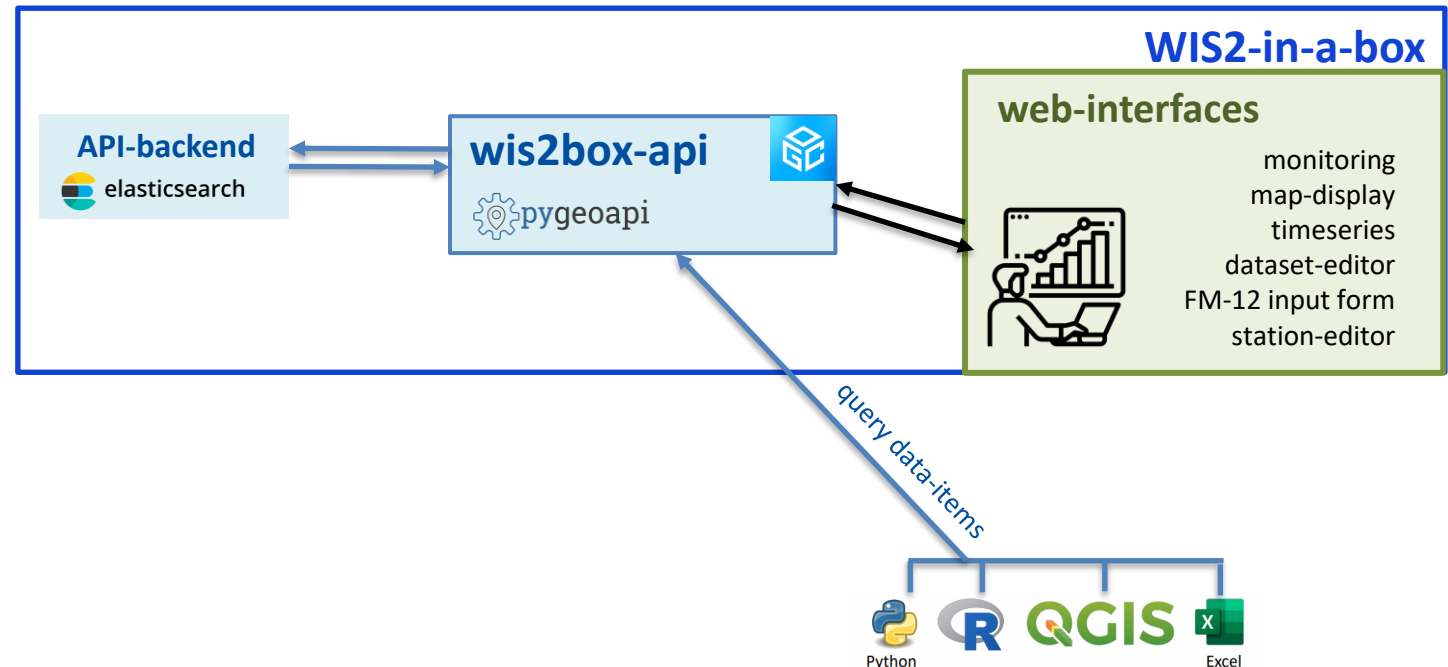 WIS2-in-a-box
web-interfaces
API-backend
elasticsearch
wis2box-api
OGC
pygeoapi
monitoring
map-display
timeseries
dataset-editor
FM-12 input form
station-editor
query data-items
Python
R
QGIS
X
Excel